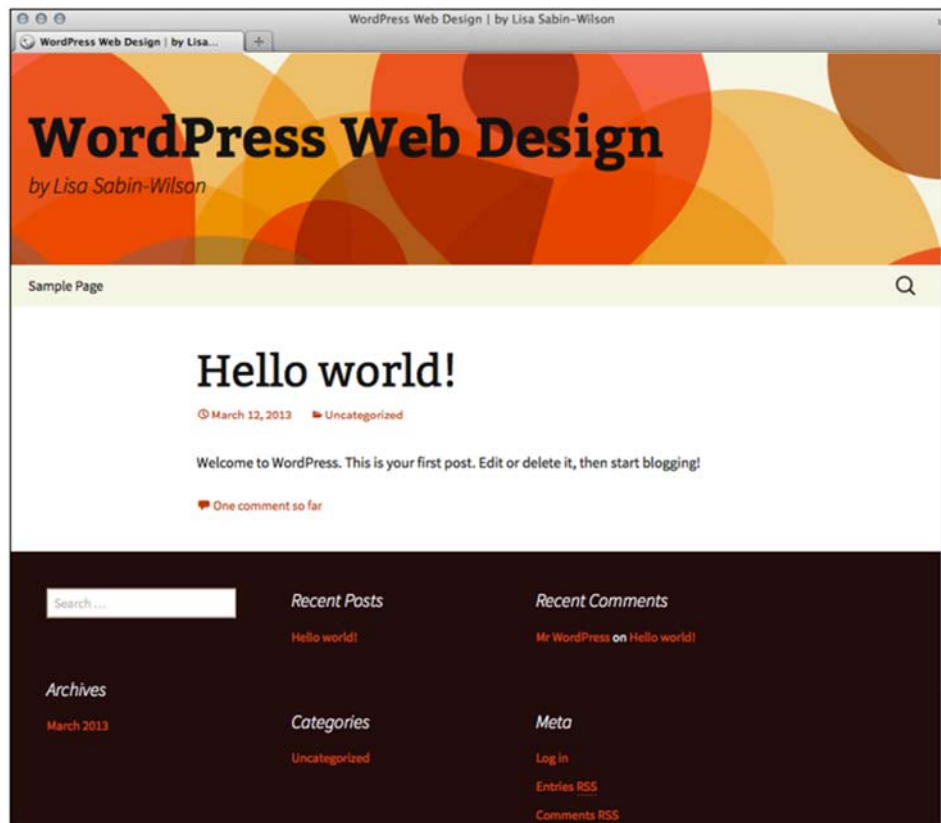 WordPress Web Design | by Lisa Sabin-Wilson
WordPress Web Design | by Lisa...
WordPress Web Design
by Lisa Sabin-Wilson
Sample Page
Hello world!
March 12, 2013 Uncategorized
Welcome to WordPress. This is your first post. Edit or delete it, then start blogging!
One comment so far
Search ...
Recent Posts
Hello world!
Recent Comments
Mr WordPress on Hello world!
Archives
March 2013
Categories
Uncategorized
Meta
Log in
Entries RSS
Comments RSS